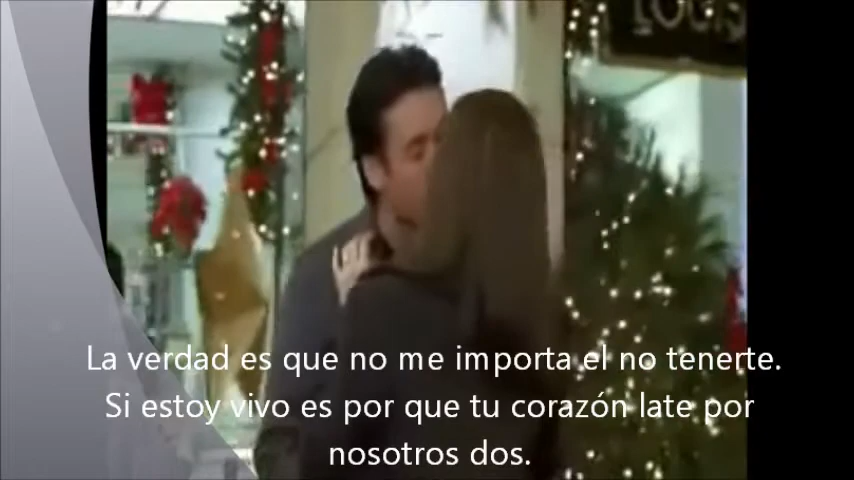 LOUIS
La verdad es que no me importa el no tenerte.
Si estoy vivo es por que tu corazón late por
nosotros dos.